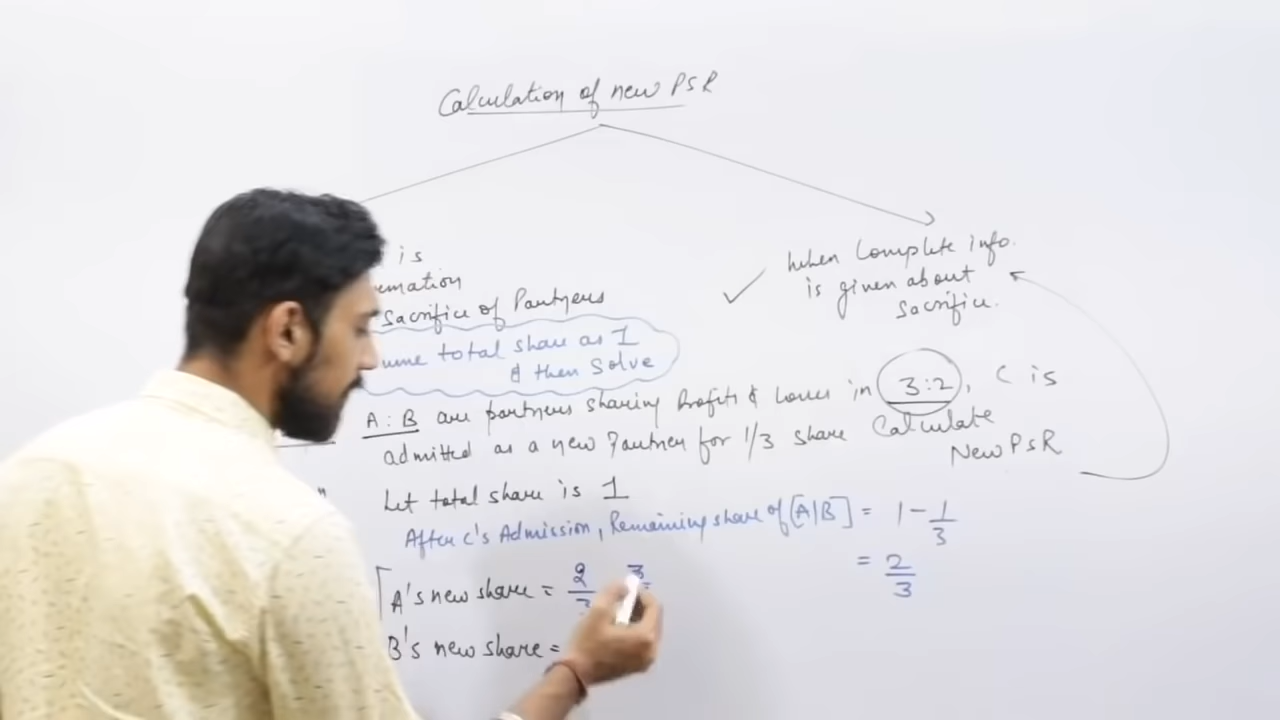 Calculation of new PSR
is
Sacrifice of Partners
total share as 1
& then Solve
When Complete info.
is given about
Sacrifice.
A : B are partners sharing Profits & Losses in 3:2, C is
admitted as a new Partner for 1/3 share Calculate
New PSR
Let total share is 1
After C's Admission, Remaining share of [A|B] = 1 - 1/3
= 2/3
A's new share = 2/3 3
B's new share =